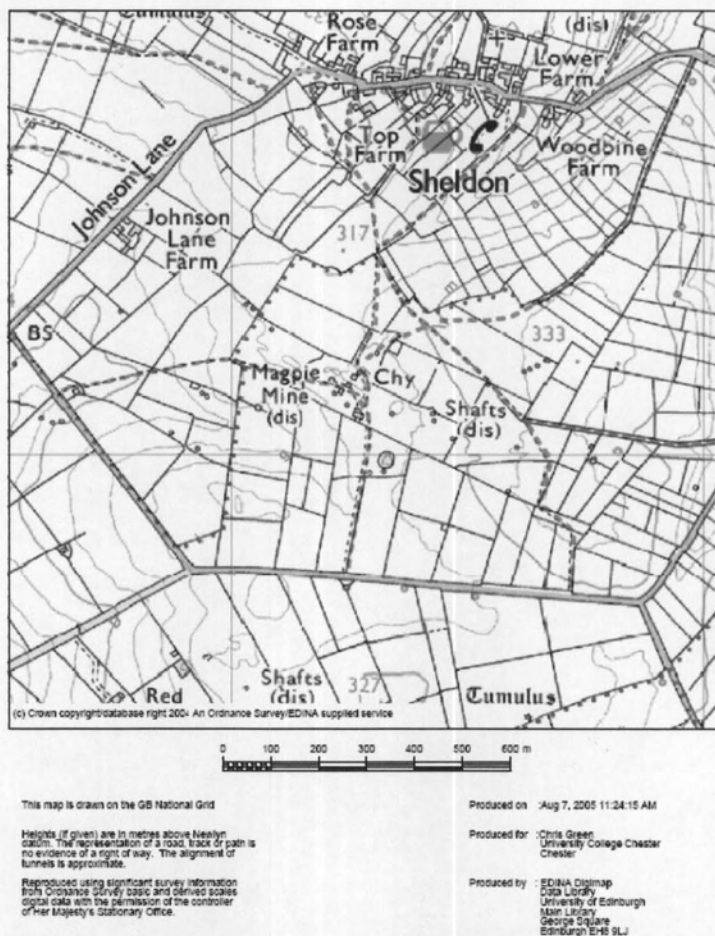 Tumulus
Rose
Farm
(dis)
Lower
Farm
Top
Farm
Woodbine
Farm
Sheldon
Johnson Lane
Johnson
Lane
Farm
317
BS
333
Magpie
Mine
(dis)
Chy
Shafts
(dis)
Shafts
(dis)
327
Red
Tumulus
(c) Crown copyright/database right 2004 An Ordnance Survey/EDINA supplied service
0 100 200 300 400 500 600 m
This map is drawn on the GB National Grid
Heights (if given) are in metres above Newlyn
datum. The representation of a road, track or path is
no evidence of a right of way. The alignment of
tunnels is approximate.
Reproduced using significant survey information
from Ordnance Survey basic and derived scales
digital data with the permission of the controller
of Her Majesty's Stationary Office.
Produced on :Aug 7, 2005 11:24:15 AM
Produced for :Chris Green
University College Chester
Chester
Produced by : EDINA Digimap
Data Library
University of Edinburgh
Main Library
George Square
Edinburgh EH8 9LJ